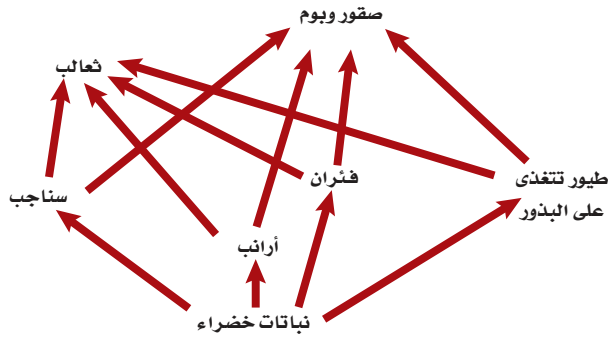 صقور وبوم
ثعالب
فئران
طيور تتغذى
على البذور
سناجب
أرانب
نباتات خضراء